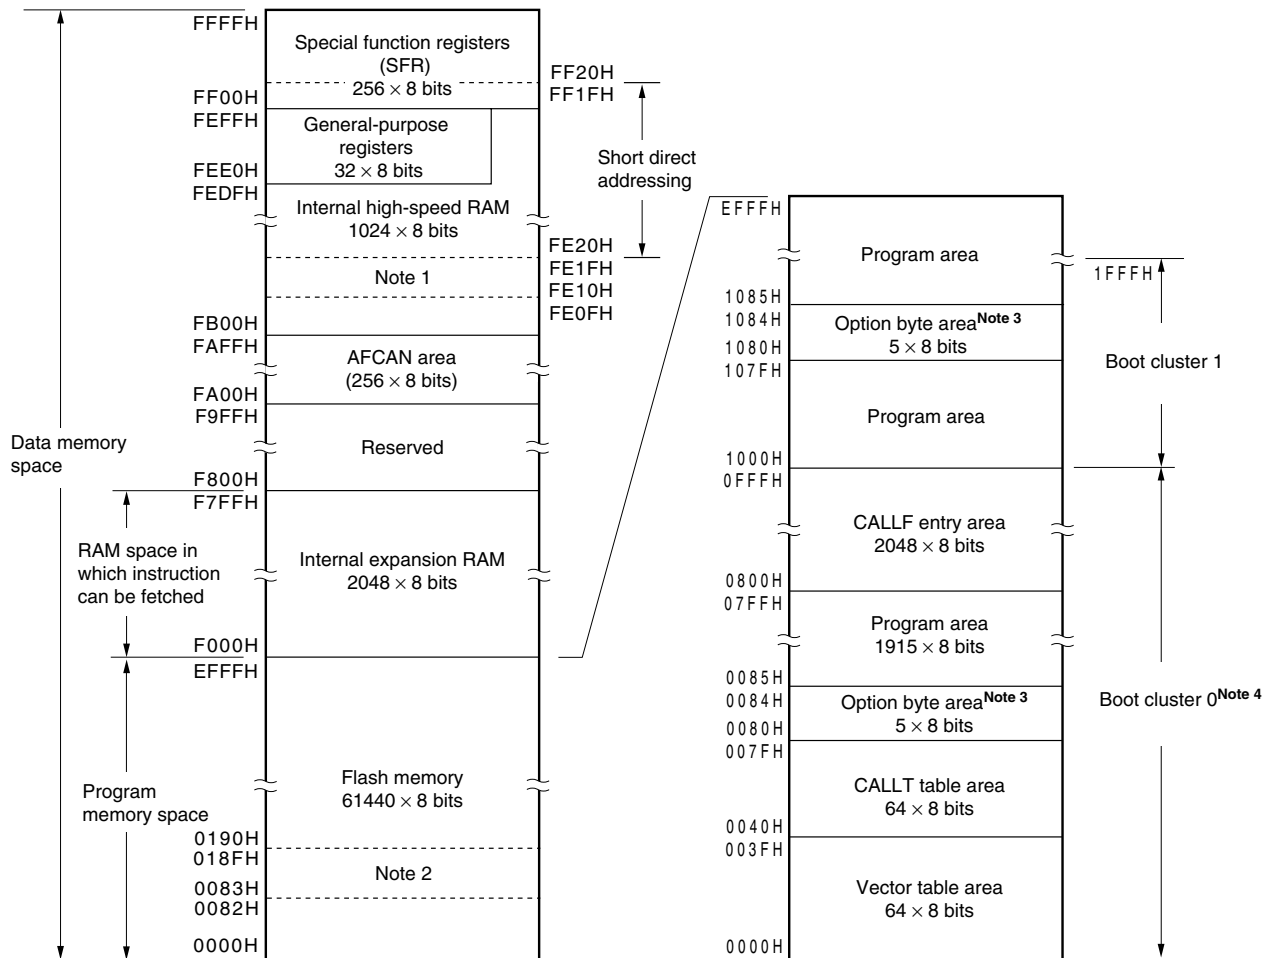 FFFFH
Special function registers
(SFR)
256 × 8 bits
FF20H
FF1FH
FF00H
FEFFH
General-purpose
registers
32 × 8 bits
Short direct
addressing
FEE0H
FEDFH
Internal high-speed RAM
1024 × 8 bits
FE20H
FE1FH
Note 1
FE10H
FE0FH
FB00H
FAFFH
AFCAN area
(256 × 8 bits)
FA00H
F9FFH
Data memory
space
Reserved
F800H
F7FFH
RAM space in
which instruction
can be fetched
Internal expansion RAM
2048 × 8 bits
F000H
EFFFH
Program
memory space
Flash memory
61440 × 8 bits
0190H
018FH
Note 2
0083H
0082H
0000H
EFFFH
Program area
1FFFH
1085H
1084H
Option byte areaNote 3
5 × 8 bits
1080H
107FH
Boot cluster 1
Program area
1000H
0FFFH
CALLF entry area
2048 × 8 bits
0800H
07FFH
Program area
1915 × 8 bits
0085H
0084H
Option byte areaNote 3
5 × 8 bits
Boot cluster 0Note 4
0080H
007FH
CALLT table area
64 × 8 bits
0040H
003FH
Vector table area
64 × 8 bits
0000H